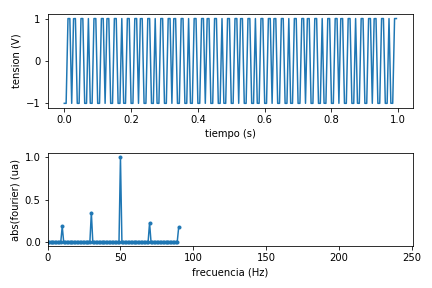 1
0
−1
tension (V)
0.0 0.2 0.4 0.6 0.8 1.0
tiempo (s)
1.0
0.5
0.0
abs(fourier) (ua)
0 50 100 150 200 250
frecuencia (Hz)